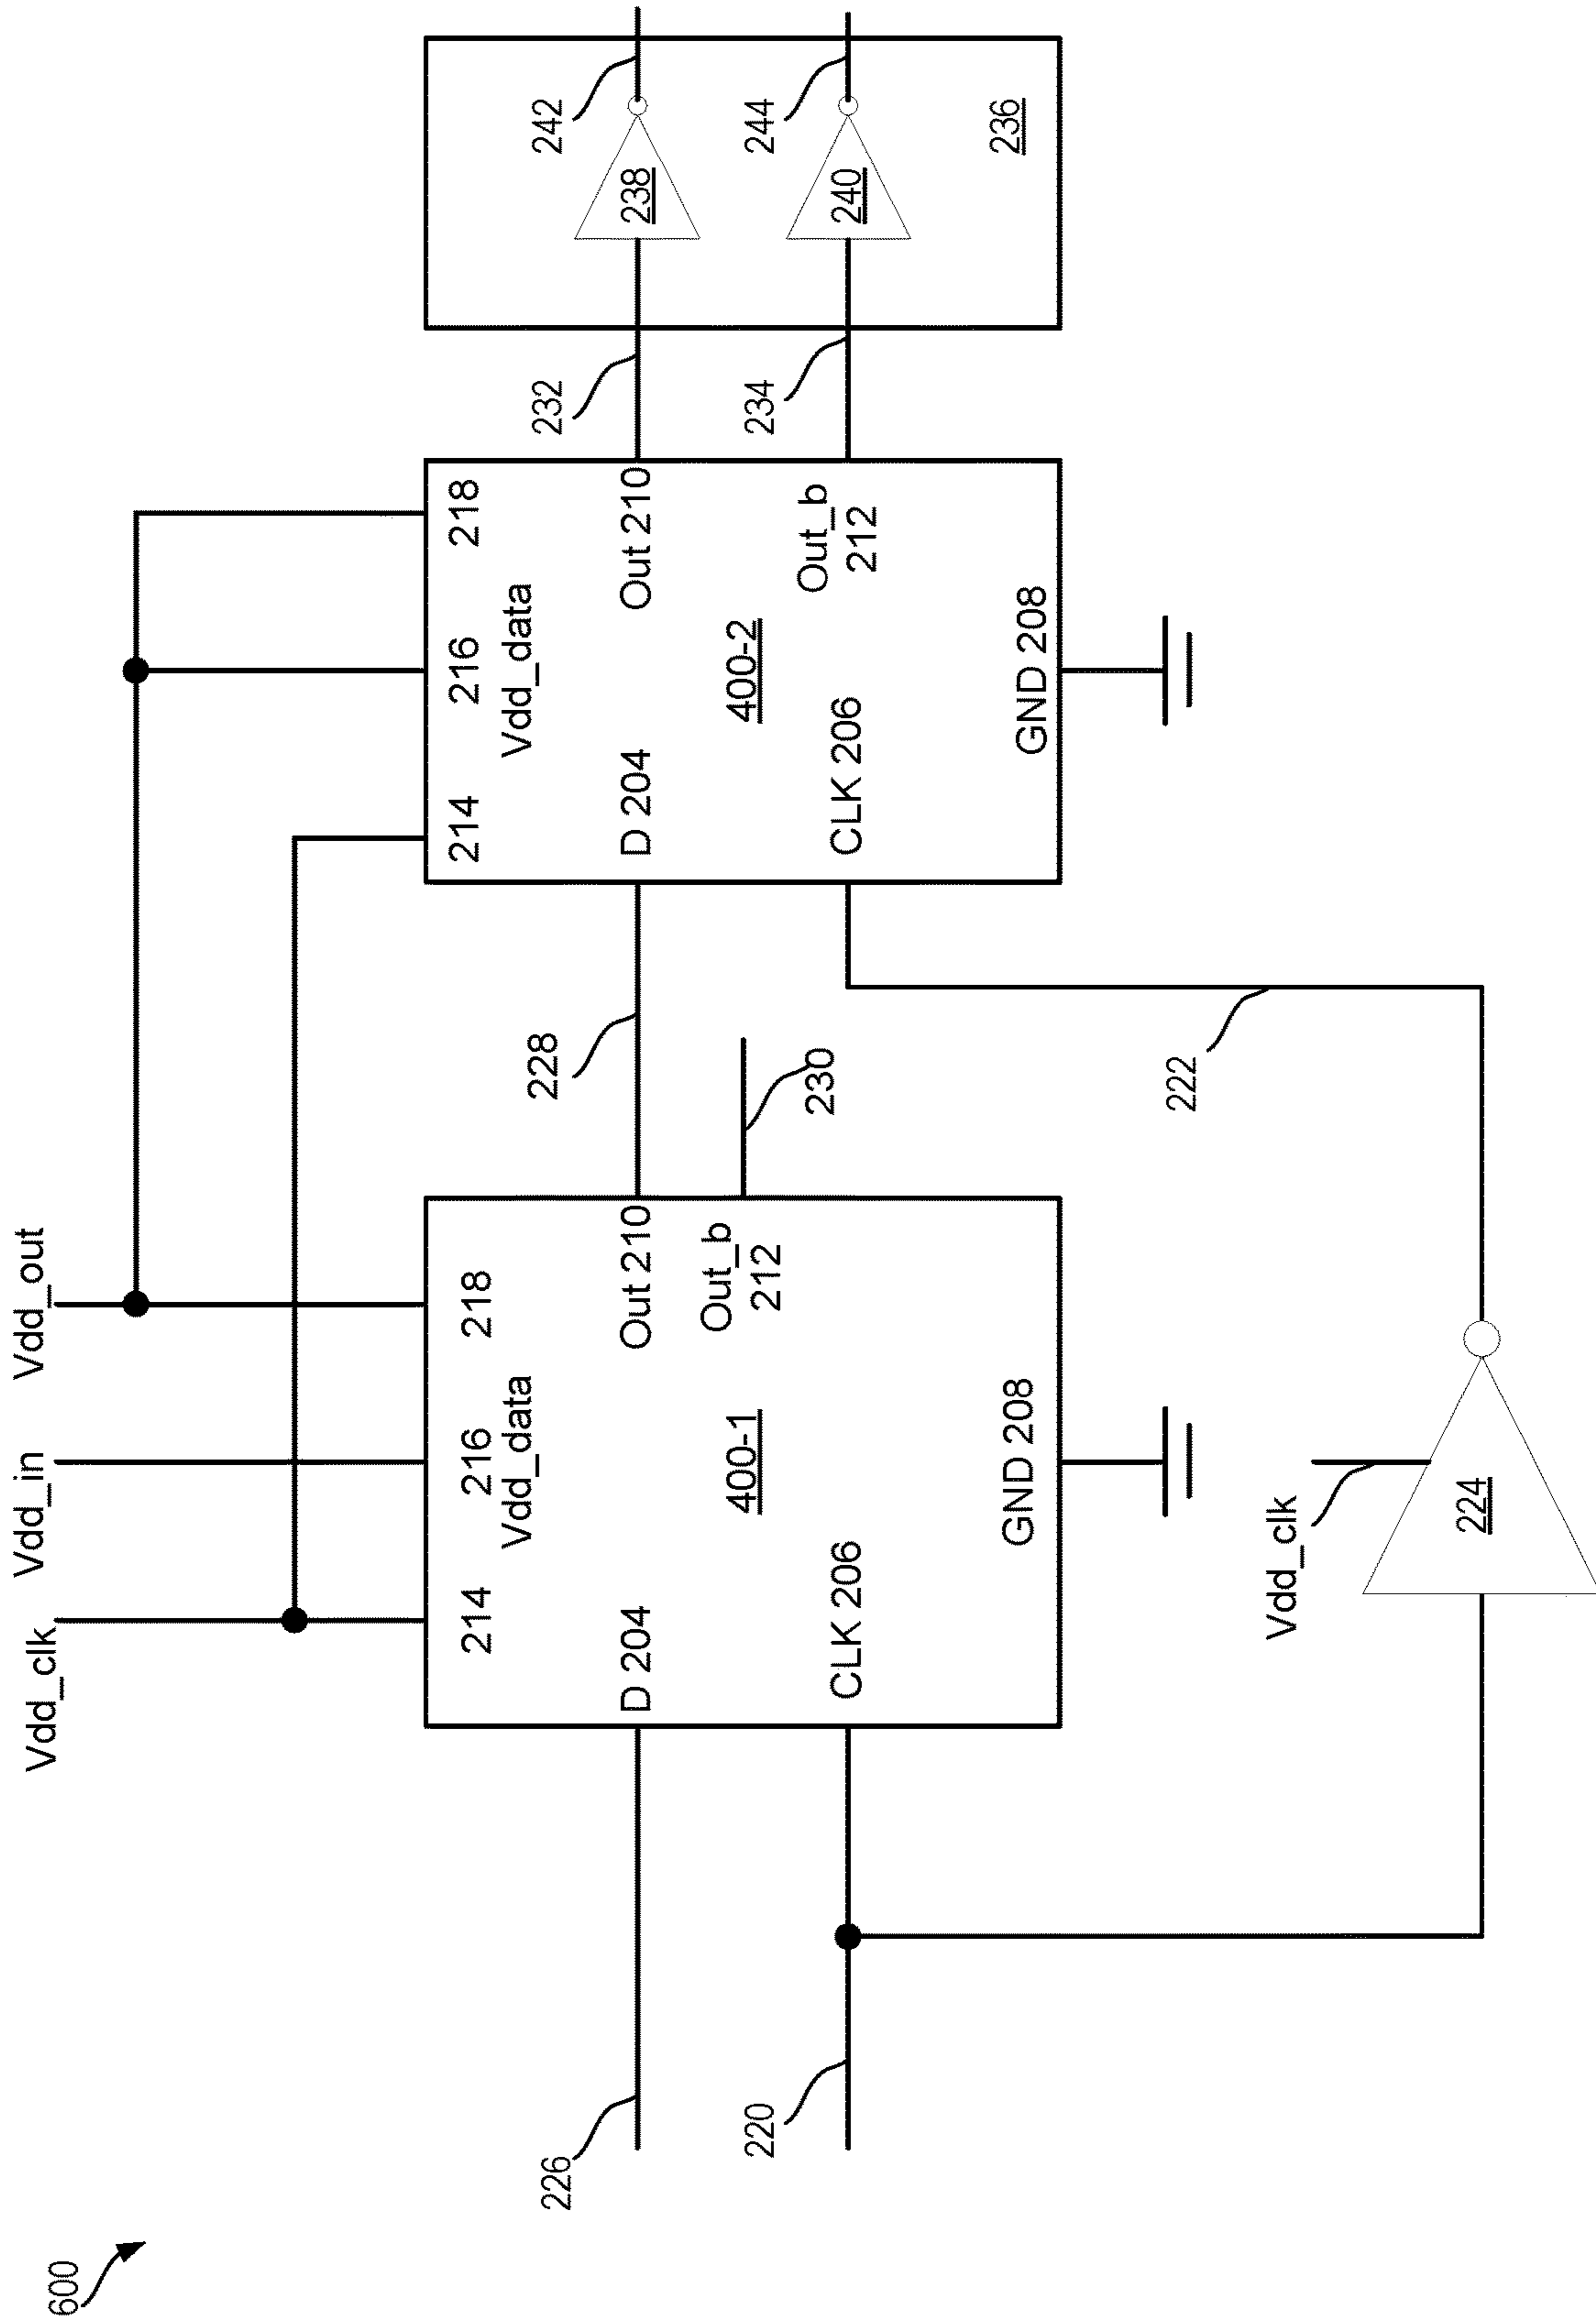 600
Vdd_clk
Vdd_in
Vdd_out
214
216
218
Vdd_data
D 204
Out 210
Out_b
212
400-1
CLK 206
GND 208
214
216
218
Vdd_data
D 204
Out 210
Out_b
212
400-2
CLK 206
GND 208
226
220
228
230
222
Vdd_clk
224
232
234
238
240
242
244
236